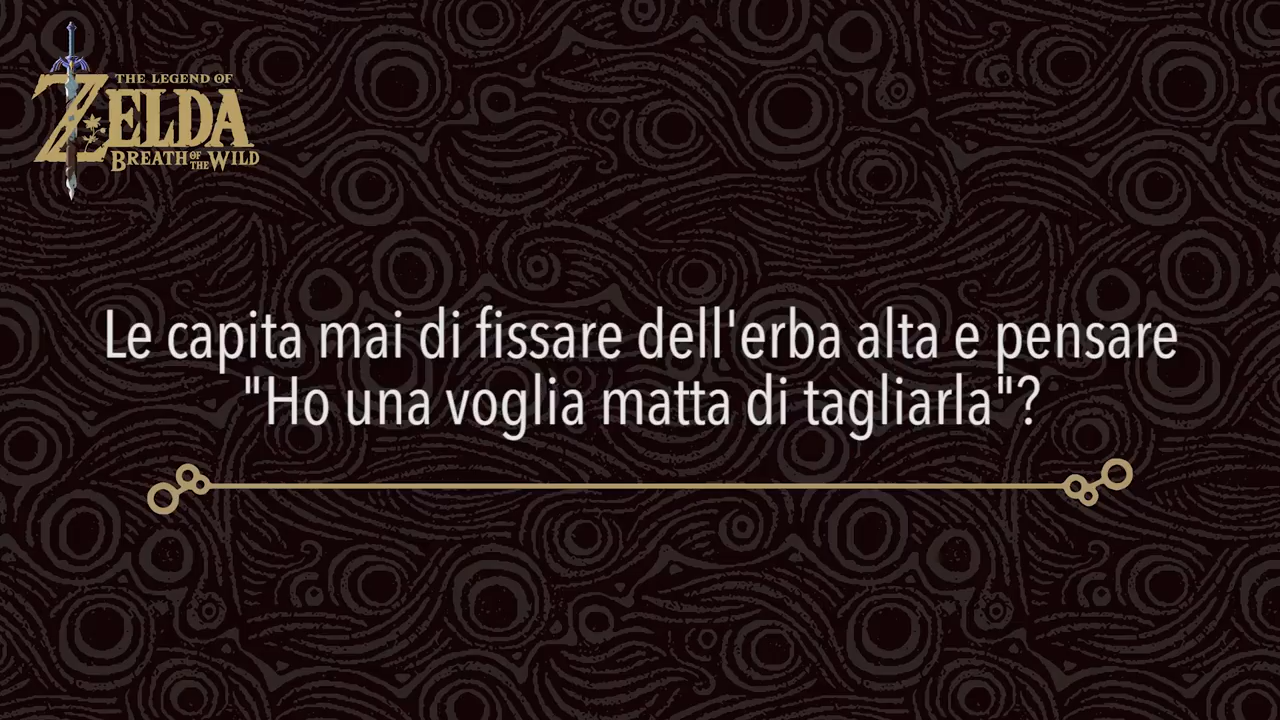 THE LEGEND OF
ZELDA
BREATH OF THE WILD
Le capita mai di fissare dell'erba alta e pensare
"Ho una voglia matta di tagliarla"?